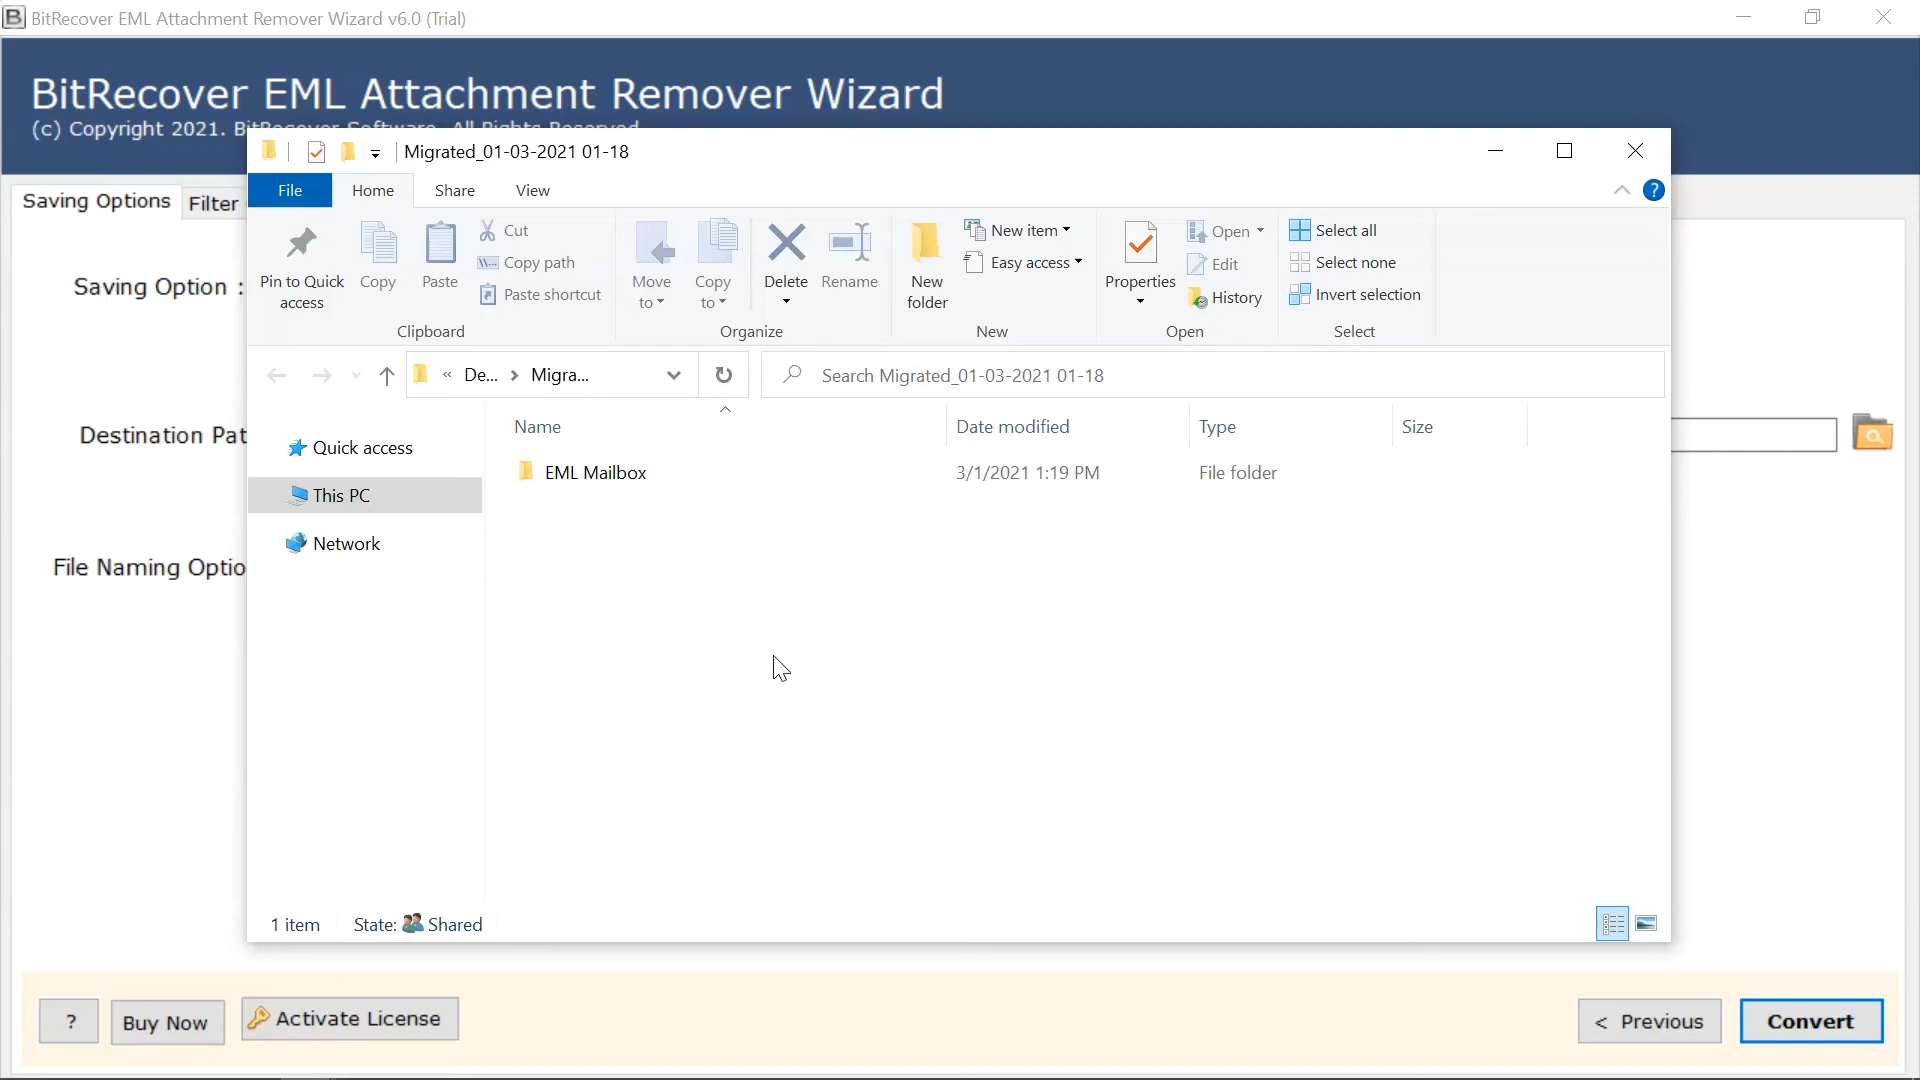 BitRecover EML Attachment Remover Wizard v6.0 (Trial)
BitRecover EML Attachment Remover Wizard
(c) Copyright 2021. BitRecover Software. All Rights Reserved
Migrated_01-03-2021 01-18
File Home Share View ?
Saving Options Filter
Saving Option :
Destination Pat
File Naming Optio
Pin to Quick access
Copy
Paste
Cut
Copy path
Paste shortcut
Clipboard
Move to
Copy to
Delete
Rename
Organize
New folder
New item
Easy access
New
Properties
Open
Edit
History
Open
Select all
Select none
Invert selection
Select
« De... > Migra...
Search Migrated_01-03-2021 01-18
Name Date modified Type Size
EML Mailbox 3/1/2021 1:19 PM File folder
Quick access
This PC
Network
1 item State: Shared
? Buy Now Activate License < Previous Convert